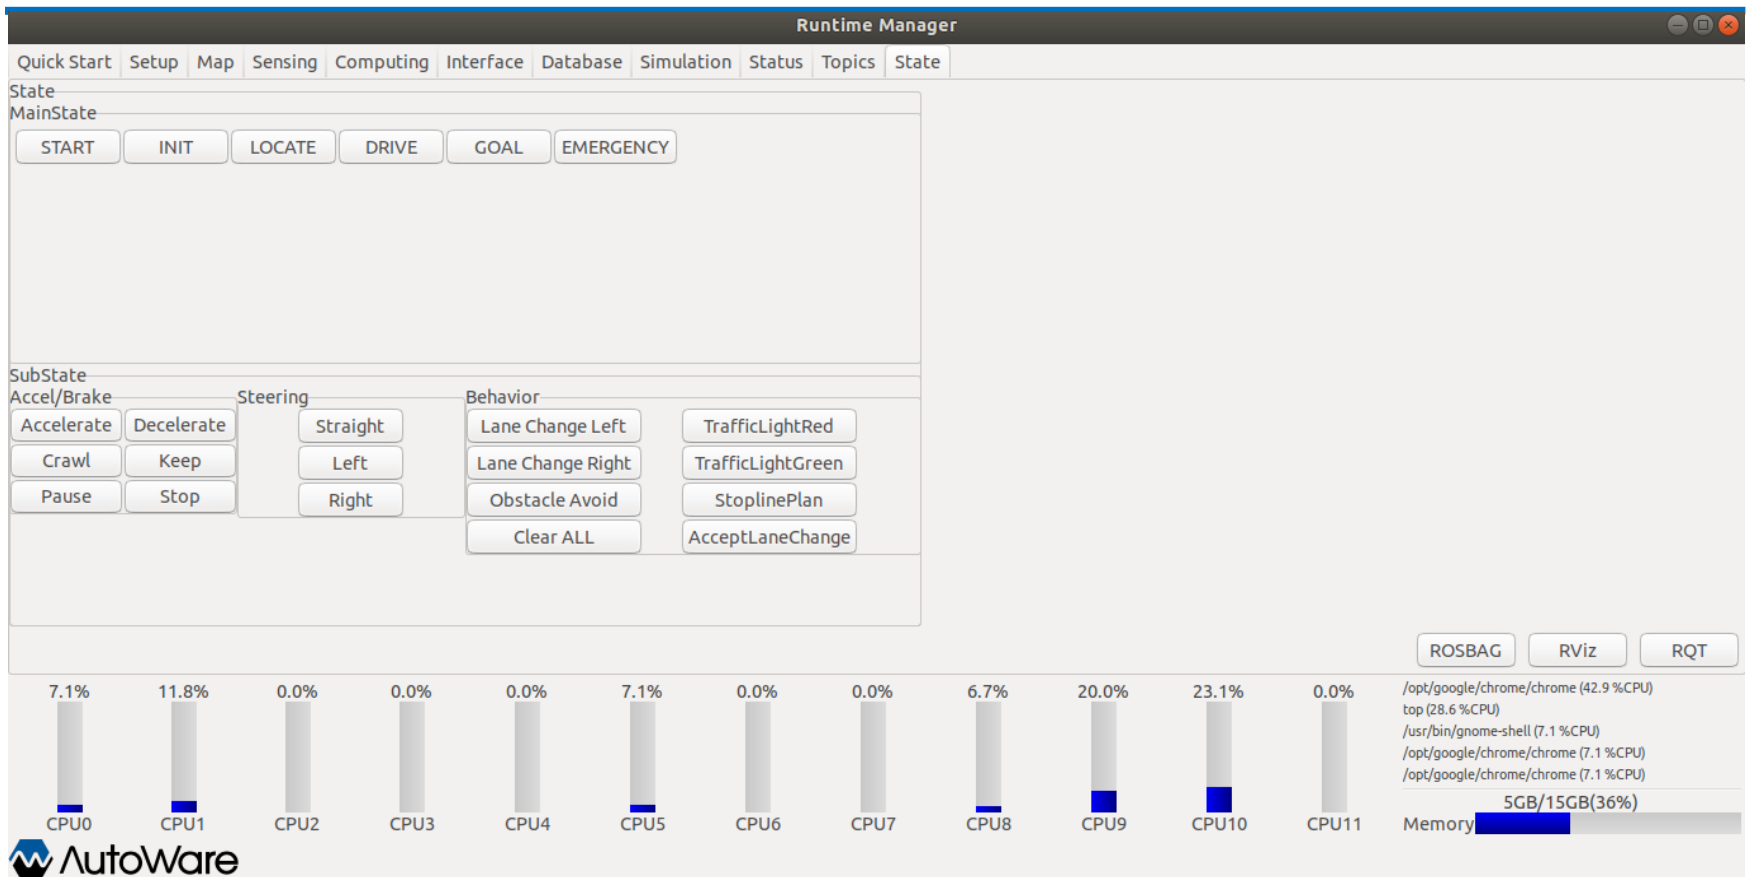 Runtime Manager
Quick Start Setup Map Sensing Computing Interface Database Simulation Status Topics State
State
MainState
START INIT LOCATE DRIVE GOAL EMERGENCY
SubState
Accel/Brake Steering Behavior
Accelerate Decelerate Straight Lane Change Left TrafficLightRed
Crawl Keep Left Lane Change Right TrafficLightGreen
Pause Stop Right Obstacle Avoid StoplinePlan
Clear ALL AcceptLaneChange
ROSBAG RViz RQT
7.1% 11.8% 0.0% 0.0% 0.0% 7.1% 0.0% 0.0% 6.7% 20.0% 23.1% 0.0%
/opt/google/chrome/chrome (42.9 %CPU)
top (28.6 %CPU)
/usr/bin/gnome-shell (7.1 %CPU)
/opt/google/chrome/chrome (7.1 %CPU)
/opt/google/chrome/chrome (7.1 %CPU)
5GB/15GB(36%)
CPU0 CPU1 CPU2 CPU3 CPU4 CPU5 CPU6 CPU7 CPU8 CPU9 CPU10 CPU11 Memory
AutoWare